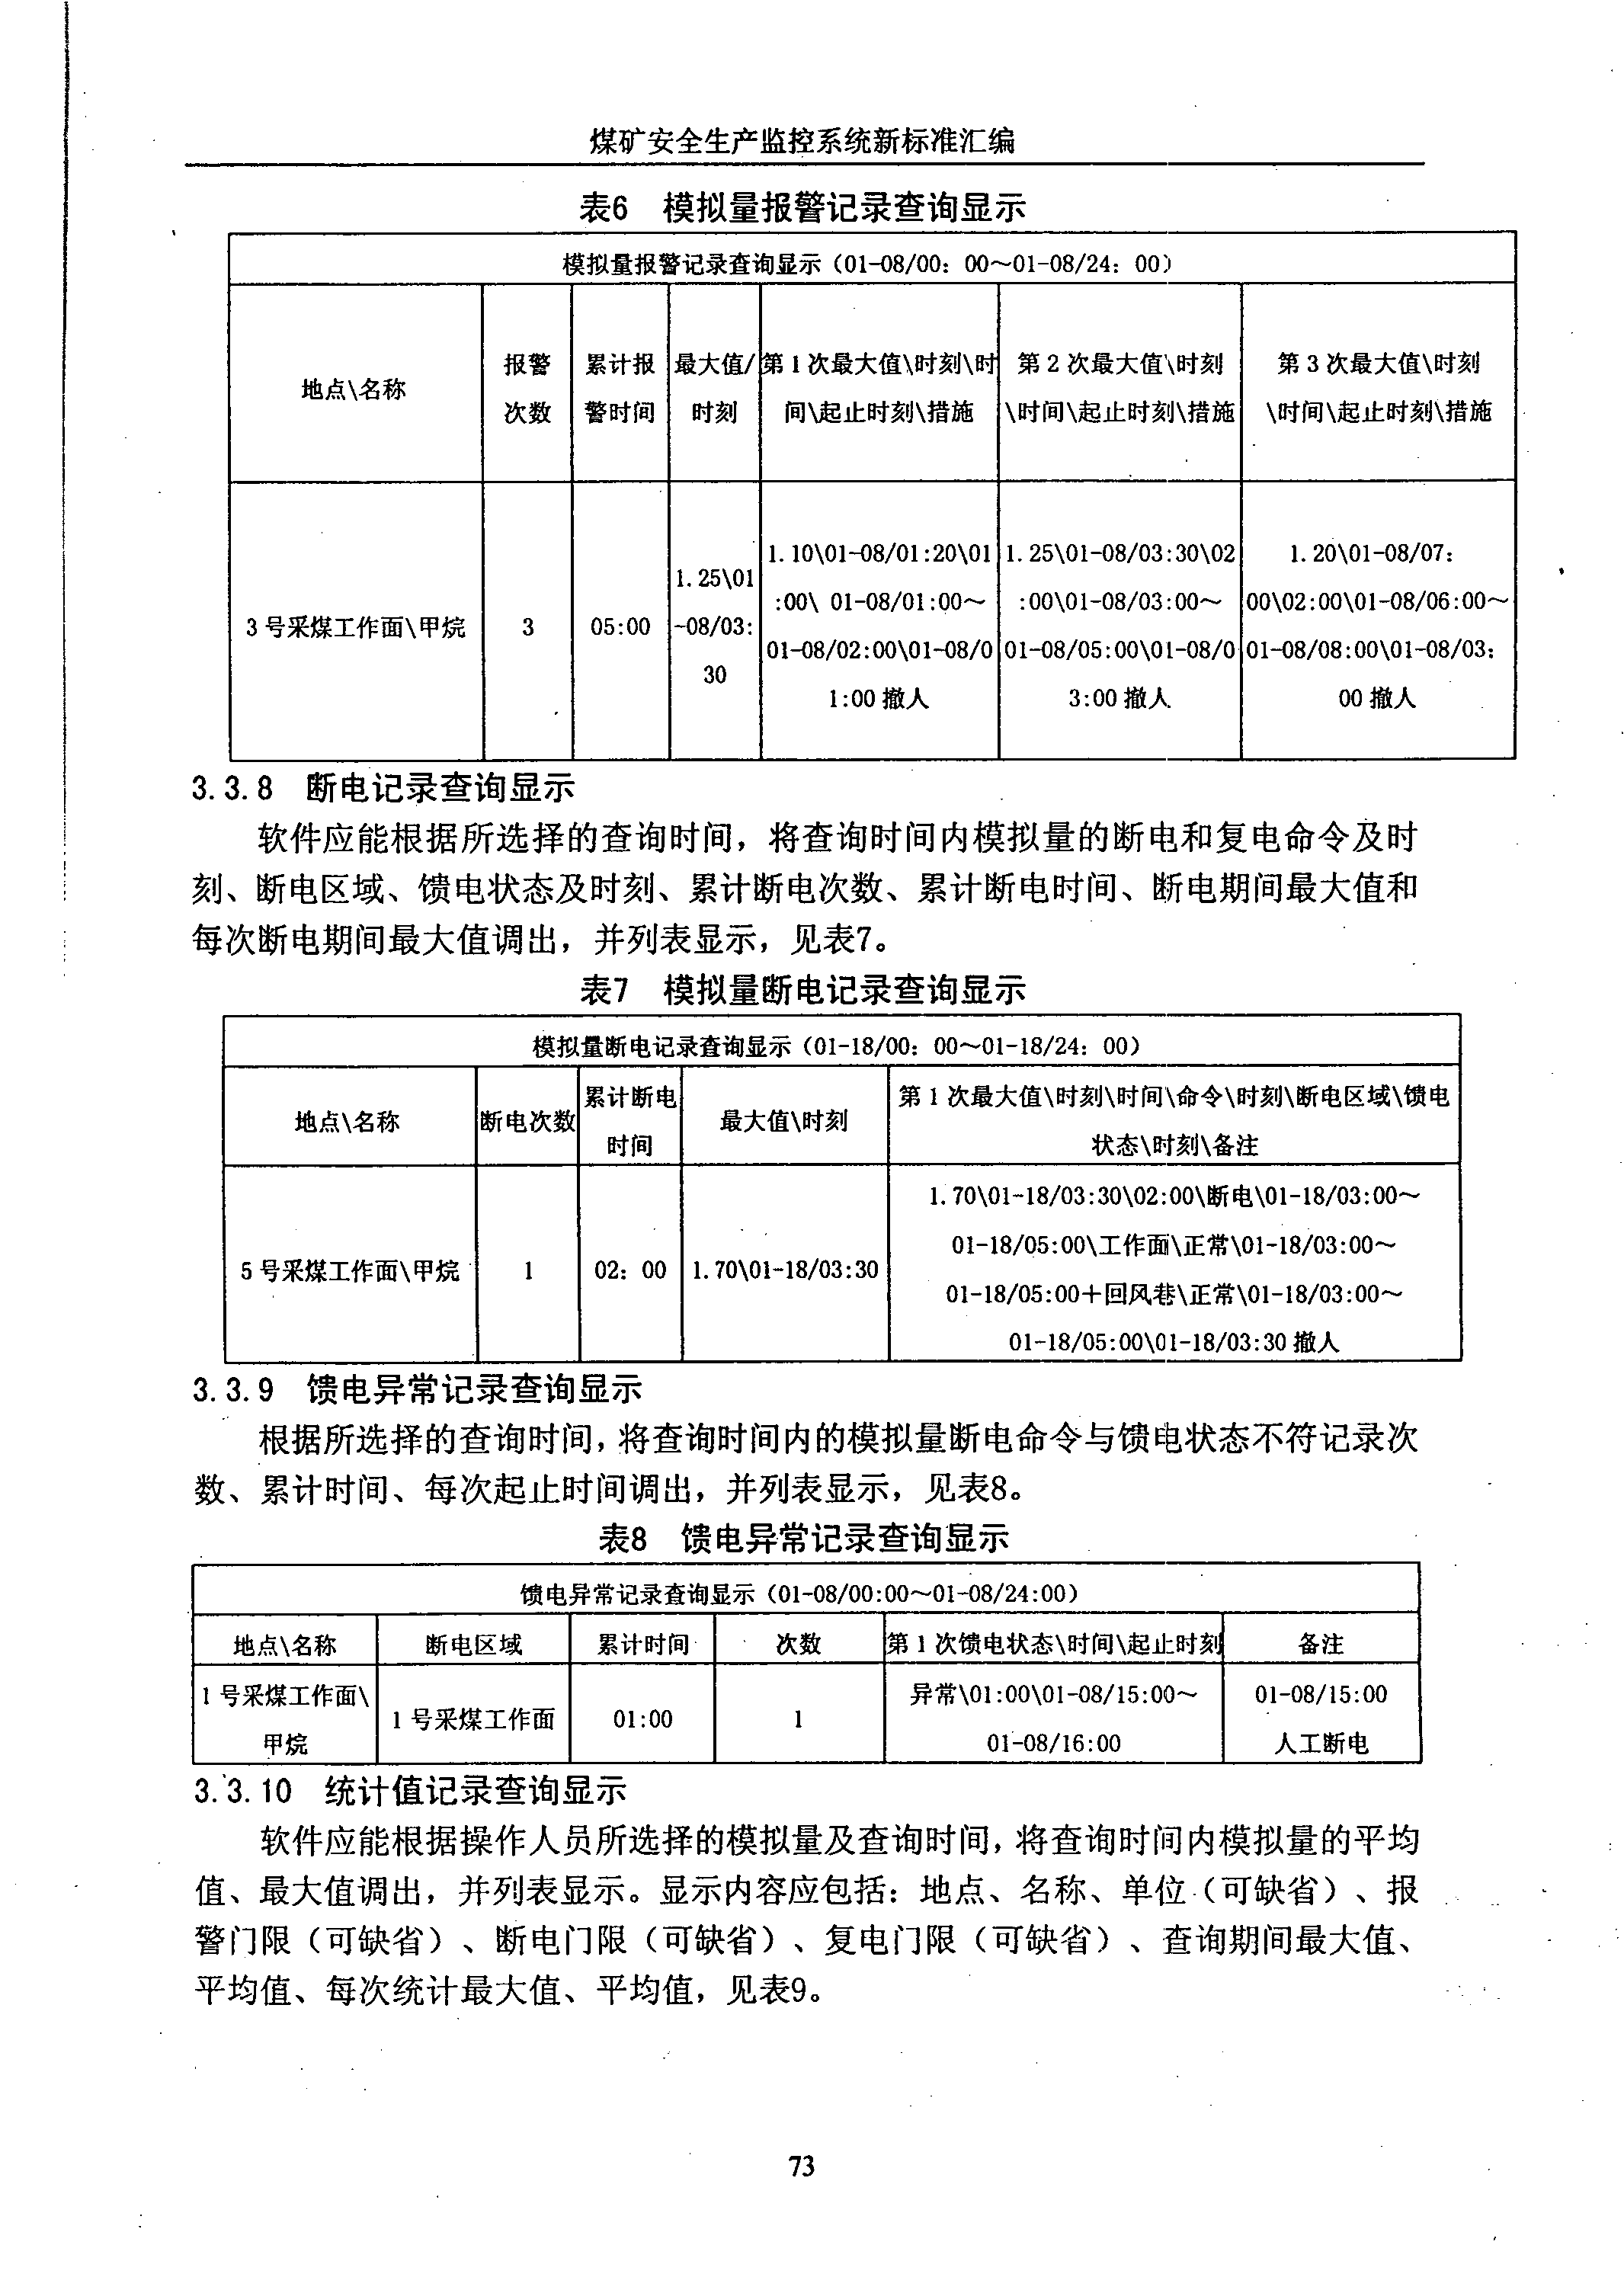 煤矿安全生产监控系统新标准汇编
表6 模拟量报警记录查询显示
模拟量报警记录查询显示（01-08/00：00～01-08/24：00）
地点\名称
报警
次数
累计报
警时间
最大值/
时刻
第1次最大值\时刻\时
间\起止时刻\措施
第2次最大值\时刻
\时间\起止时刻\措施
第3次最大值\时刻
\时间\起止时刻\措施
3号采煤工作面\甲烷
3
05:00
1.25\01
-08/03:
30
1.10\01-08/01:20\01
:00\ 01-08/01:00～
01-08/02:00\01-08/0
1:00 撤人
1.25\01-08/03:30\02
:00\01-08/03:00～
01-08/05:00\01-08/0
3:00 撤人
1.20\01-08/07:
00\02:00\01-08/06:00～
01-08/08:00\01-08/03:
00 撤人
3.3.8 断电记录查询显示
软件应能根据所选择的查询时间，将查询时间内模拟量的断电和复电命令及时
刻、断电区域、馈电状态及时刻、累计断电次数、累计断电时间、断电期间最大值和
每次断电期间最大值调出，并列表显示，见表7。
表7 模拟量断电记录查询显示
模拟量断电记录查询显示（01-18/00：00～01-18/24：00）
地点\名称
断电次数
累计断电
时间
最大值\时刻
第1次最大值\时刻\时间\命令\时刻\断电区域\馈电
状态\时刻\备注
5号采煤工作面\甲烷
1
02：00
1.70\01-18/03:30
1.70\01-18/03:30\02:00\断电\01-18/03:00～
01-18/05:00\工作面\正常\01-18/03:00～
01-18/05:00＋回风巷\正常\01-18/03:00～
01-18/05:00\01-18/03:30 撤人
3.3.9 馈电异常记录查询显示
根据所选择的查询时间，将查询时间内的模拟量断电命令与馈电状态不符记录次
数、累计时间、每次起止时间调出，并列表显示，见表8。
表8 馈电异常记录查询显示
馈电异常记录查询显示（01-08/00:00～01-08/24:00）
地点\名称
断电区域
累计时间
次数
第1次馈电状态\时间\起止时刻
备注
1号采煤工作面\
甲烷
1号采煤工作面
01:00
1
异常\01:00\01-08/15:00～
01-08/16:00
01-08/15:00
人工断电
3.3.10 统计值记录查询显示
软件应能根据操作人员所选择的模拟量及查询时间，将查询时间内模拟量的平均
值、最大值调出，并列表显示。显示内容应包括：地点、名称、单位（可缺省）、报
警门限（可缺省）、断电门限（可缺省）、复电门限（可缺省）、查询期间最大值、
平均值、每次统计最大值、平均值，见表9。
73